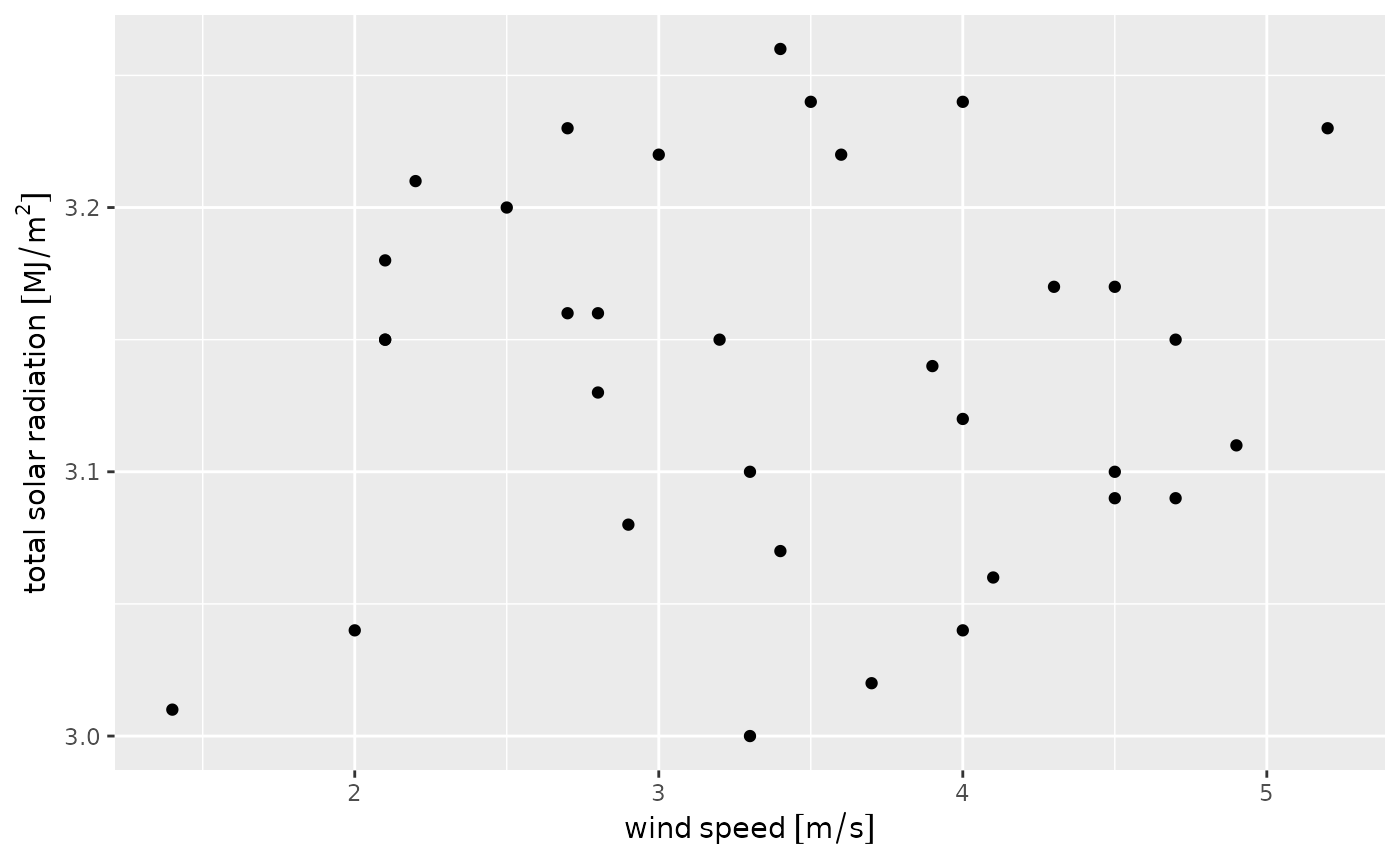 total solar radiation [MJ/m²]
3.2
3.1
3.0
2 3 4 5
wind speed [m/s]